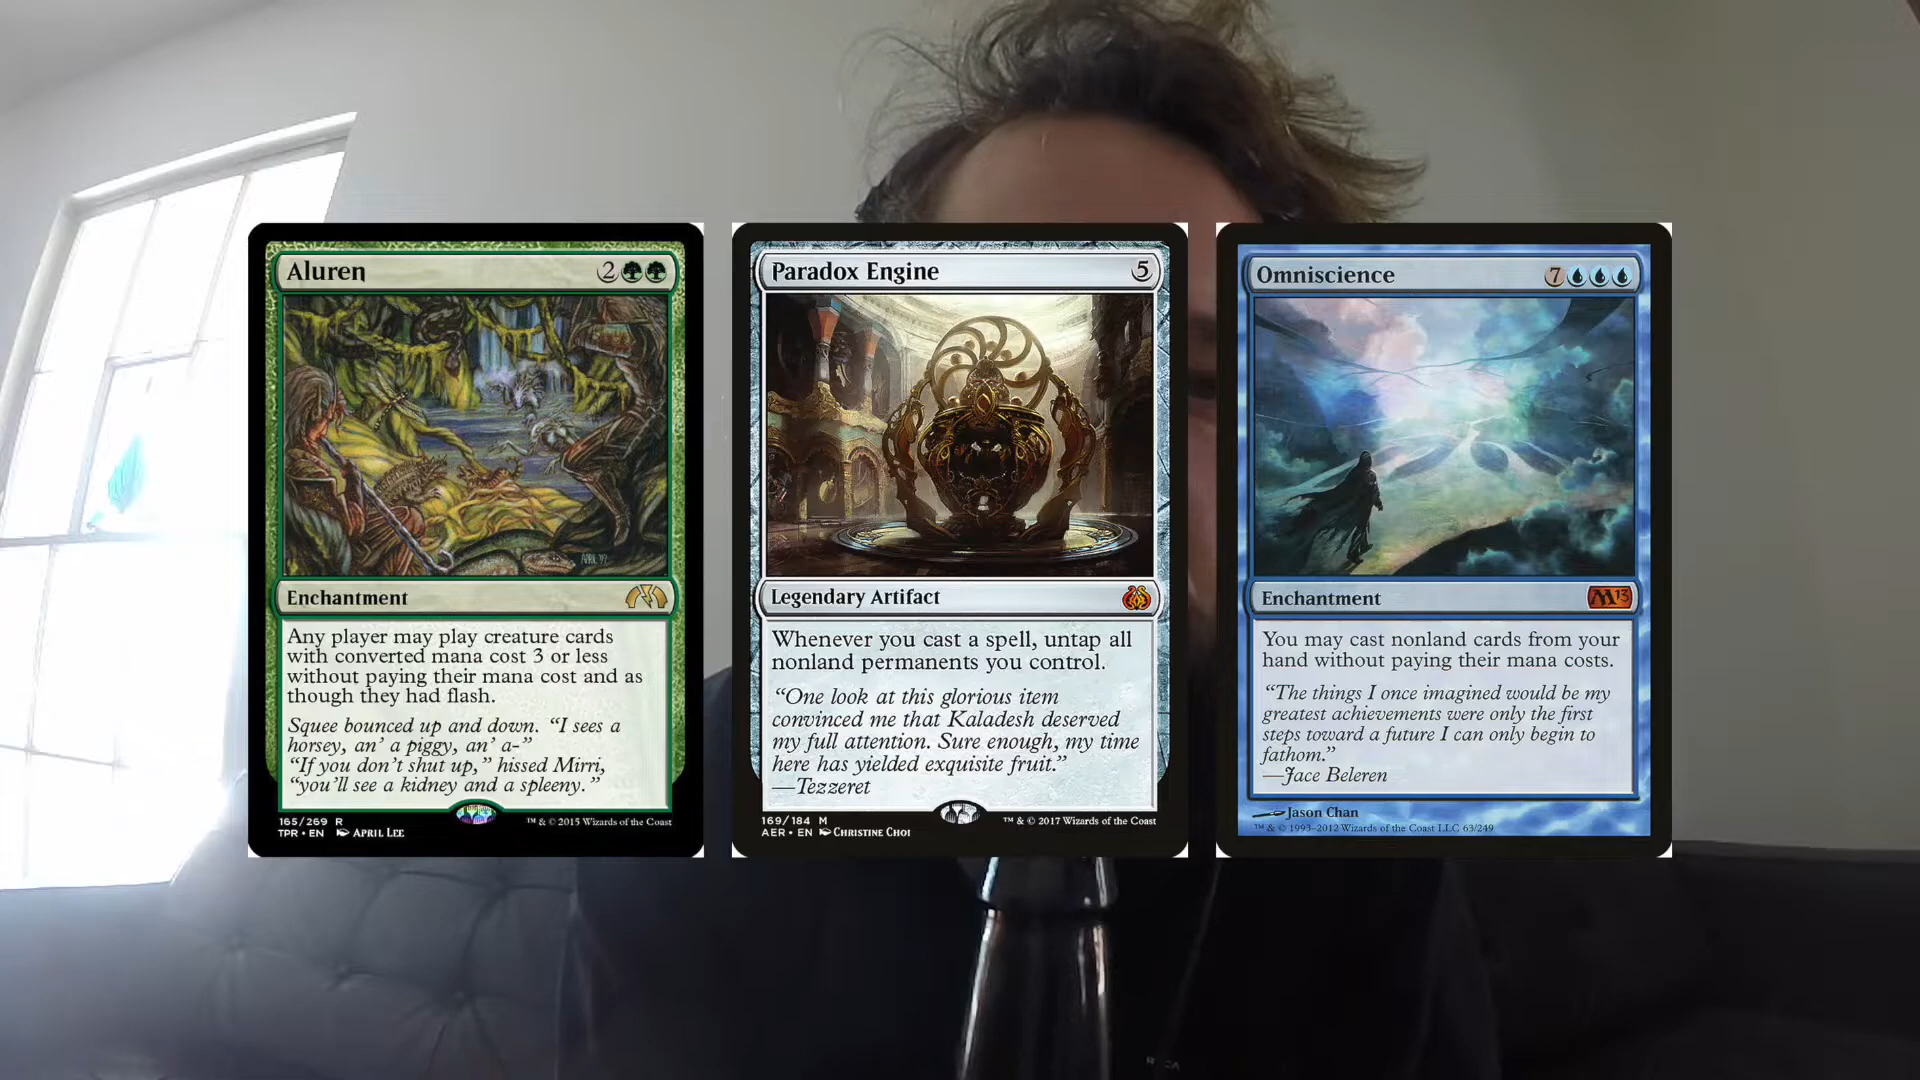 Aluren 2
Enchantment
Any player may play creature cards
with converted mana cost 3 or less
without paying their mana cost and as
though they had flash.
Squee bounced up and down. “I sees a
horsey, an’ a piggy, an’ a-”
“If you don’t shut up,” hissed Mirri,
“you’ll see a kidney and a spleeny.”
165/269 R
TPR • EN April Lee
™ & © 2015 Wizards of the Coast
Paradox Engine 5
Legendary Artifact
Whenever you cast a spell, untap all
nonland permanents you control.
“One look at this glorious item
convinced me that Kaladesh deserved
my full attention. Sure enough, my time
here has yielded exquisite fruit.”
—Tezzeret
169/184 M
AER • EN Christine Choi
™ & © 2017 Wizards of the Coast
Omniscience 7
Enchantment M13
You may cast nonland cards from your
hand without paying their mana costs.
“The things I once imagined would be my
greatest achievements were only the first
steps toward a future I can only begin to
fathom.”
—Jace Beleren
Jason Chan
™ & © 1993–2012 Wizards of the Coast LLC 63/249